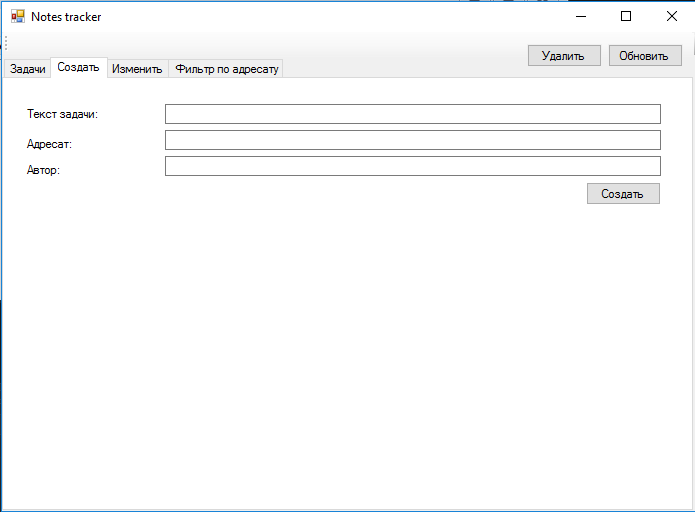 Notes tracker
Удалить Обновить
Задачи Создать Изменить Фильтр по адресату
Текст задачи:
Адресат:
Автор:
Создать